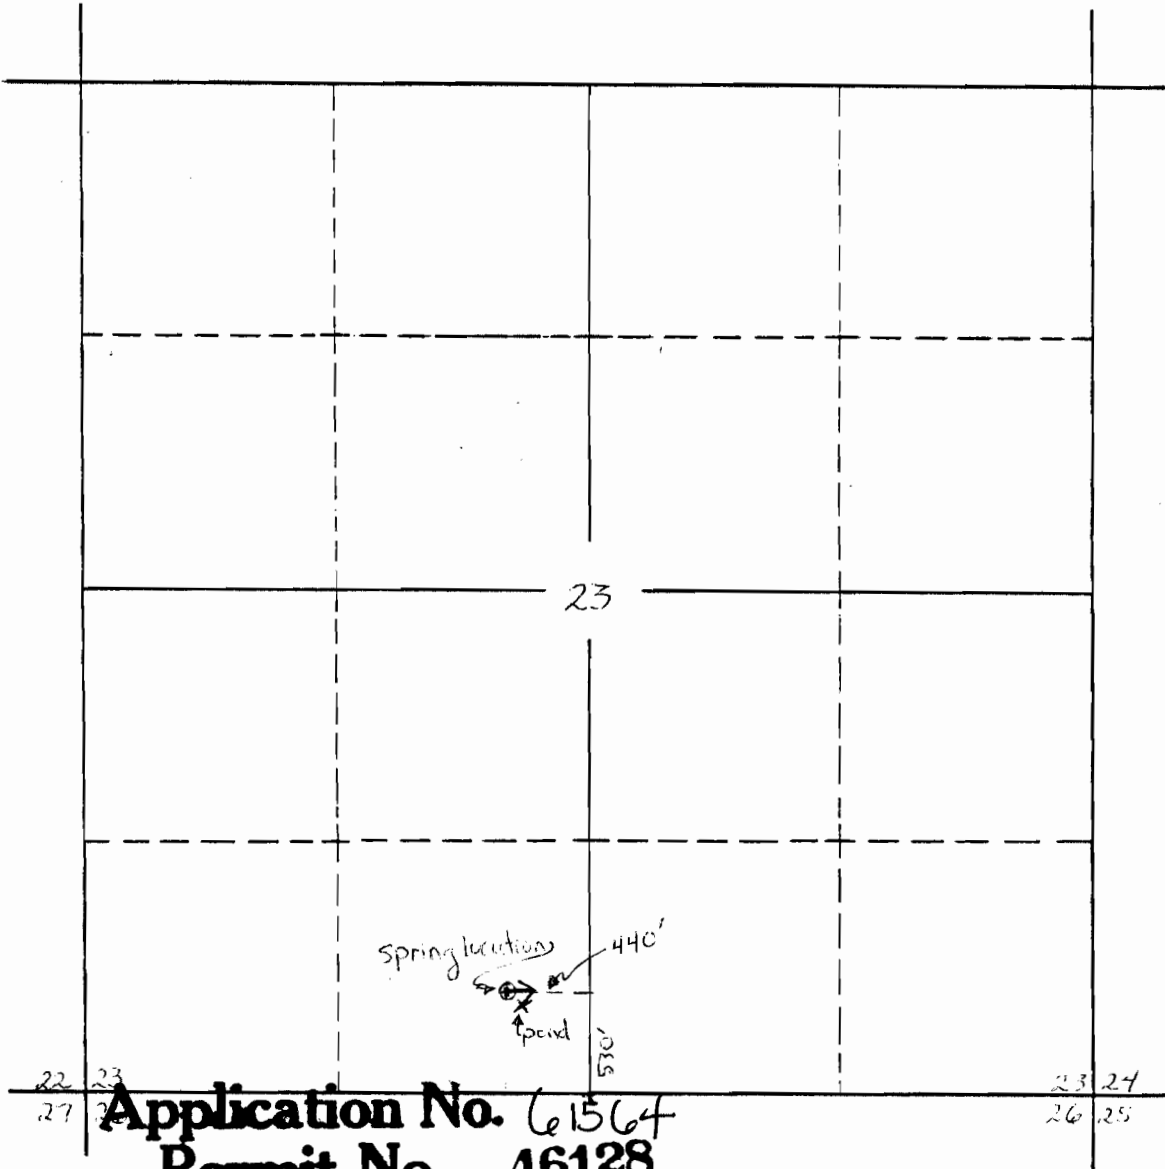 23
spring location
440'
pond
530'
22 23
23 24
27
26 25
Application No. 61564
Permit No. 46128